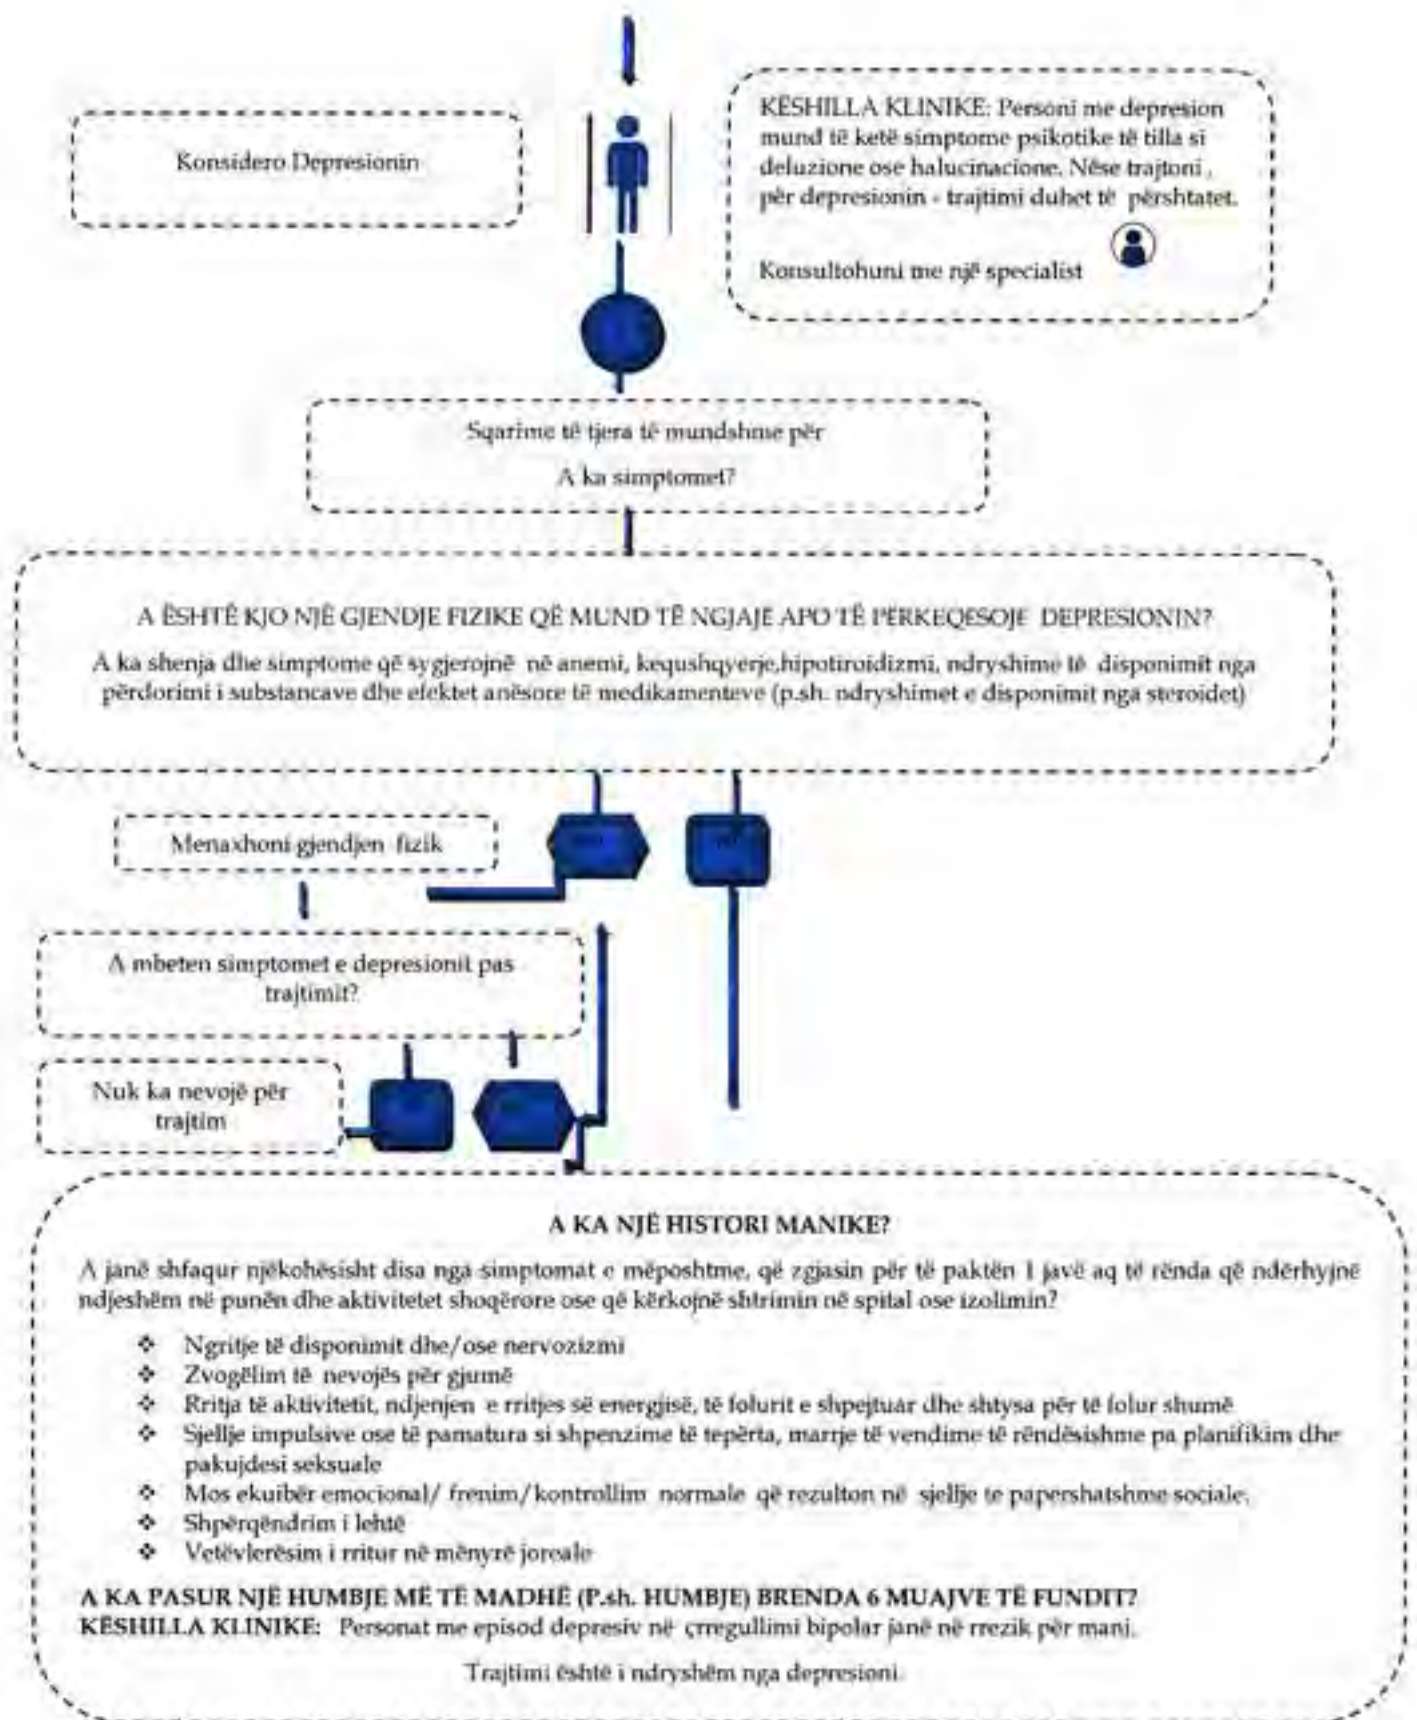 Konsidero Depresionin
KËSHILLA KLINIKE: Personi me depresion
mund të ketë simptome psikotike të tilla si
deluzione ose halucinacione. Nëse trajtoni ,
për depresionin - trajtimi duhet të përshtatet.
Konsultohuni me një specialist
Sqarime të tjera të mundshme për
A ka simptomet?
A ËSHTË KJO NJË GJENDJE FIZIKE QË MUND TË NGJAJË APO TË PËRKEQËSOJË DEPRESIONIN?
A ka shenja dhe simptome që sygjerojnë në anemi, kequshqyerje,hipotiroidizmi, ndryshime të disponimit nga
përdorimi i substancave dhe efektet anësore të medikamenteve (p.sh. ndryshimet e disponimit nga steroidet)
Menaxhoni gjendjen fizik
A mbeten simptomet e depresionit pas
trajtimit?
Nuk ka nevojë për
trajtim
A KA NJË HISTORI MANIKE?
A janë shfaqur njëkohësisht disa nga simptomat e mëposhtme, që zgjasin për të paktën 1 javë aq të rënda që ndërhyjnë
ndjeshëm në punën dhe aktivitetet shoqërore ose që kërkojnë shtrimin në spital ose izolimin?
❖ Ngritje të disponimit dhe/ose nervozizmi
❖ Zvogëlim të nevojës për gjumë
❖ Rritja të aktivitetit, ndjenjen e rritjes së energjisë, të folurit e shpejtuar dhe shtysa për të folur shumë
❖ Sjellje impulsive ose të pamatura si shpenzime të tepërta, marrje të vendime të rëndësishme pa planifikim dhe
pakujdesi seksuale
❖ Mos ekuibër emocional/ frenim/kontrollim normale që rezulton në sjellje te papershatshme sociale.
❖ Shpërqëndrim i lehtë
❖ Vetëvlerësim i rritur në mënyrë joreale
A KA PASUR NJË HUMBJE MË TË MADHË (P.sh. HUMBJE) BRENDA 6 MUAJVE TË FUNDIT?
KËSHILLA KLINIKE: Personat me episod depresiv në çrregullimi bipolar janë në rrezik për mani.
Trajtimi është i ndryshëm nga depresioni.